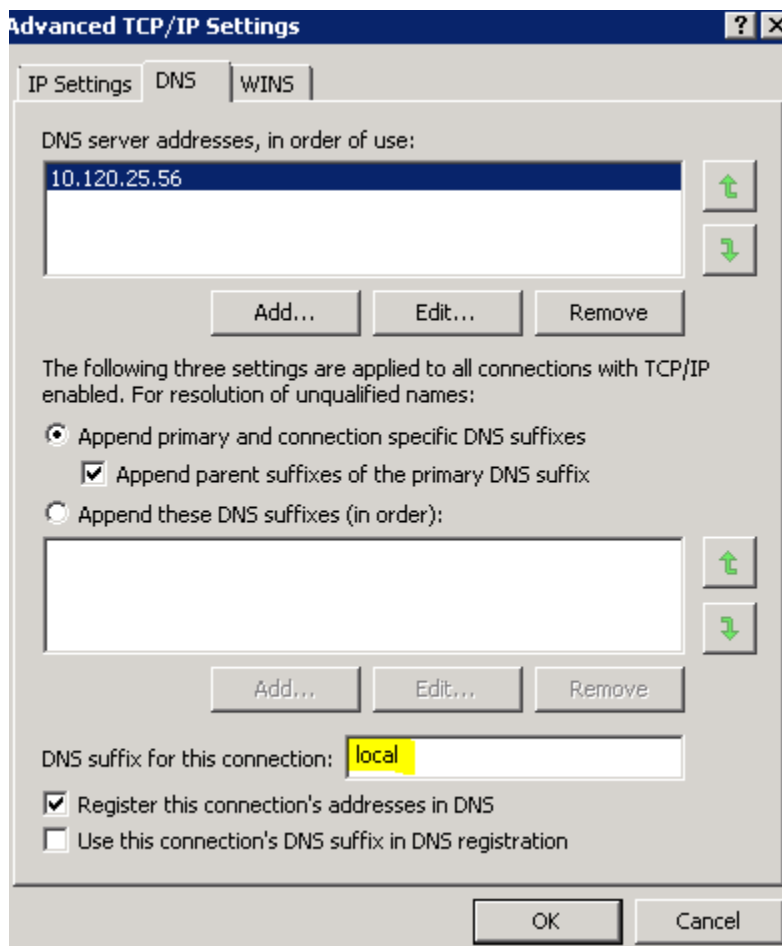 Advanced TCP/IP Settings
IP Settings
DNS
WINS
DNS server addresses, in order of use:
10.120.25.56
Add...
Edit...
Remove
The following three settings are applied to all connections with TCP/IP
enabled. For resolution of unqualified names:
Append primary and connection specific DNS suffixes
Append parent suffixes of the primary DNS suffix
Append these DNS suffixes (in order):
Add...
Edit...
Remove
DNS suffix for this connection:
local
Register this connection's addresses in DNS
Use this connection's DNS suffix in DNS registration
OK
Cancel